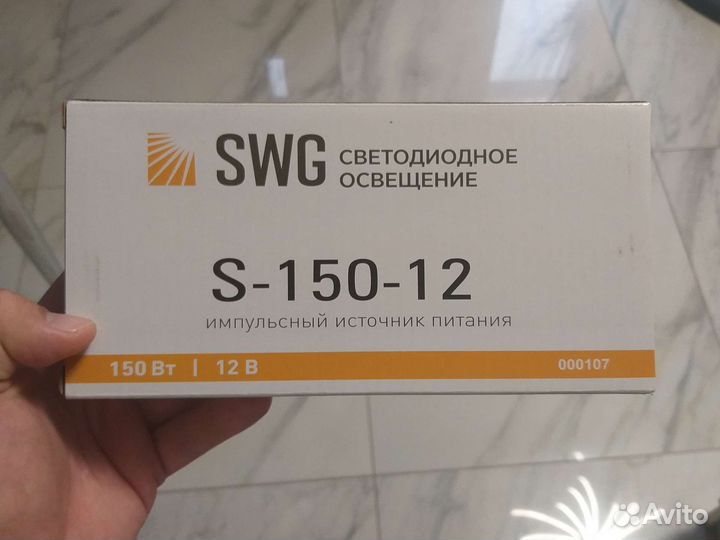 SWG СВЕТОДИОДНОЕ
ОСВЕЩЕНИЕ
S-150-12
импульсный источник питания
150 Вт | 12 В 000107
Avito